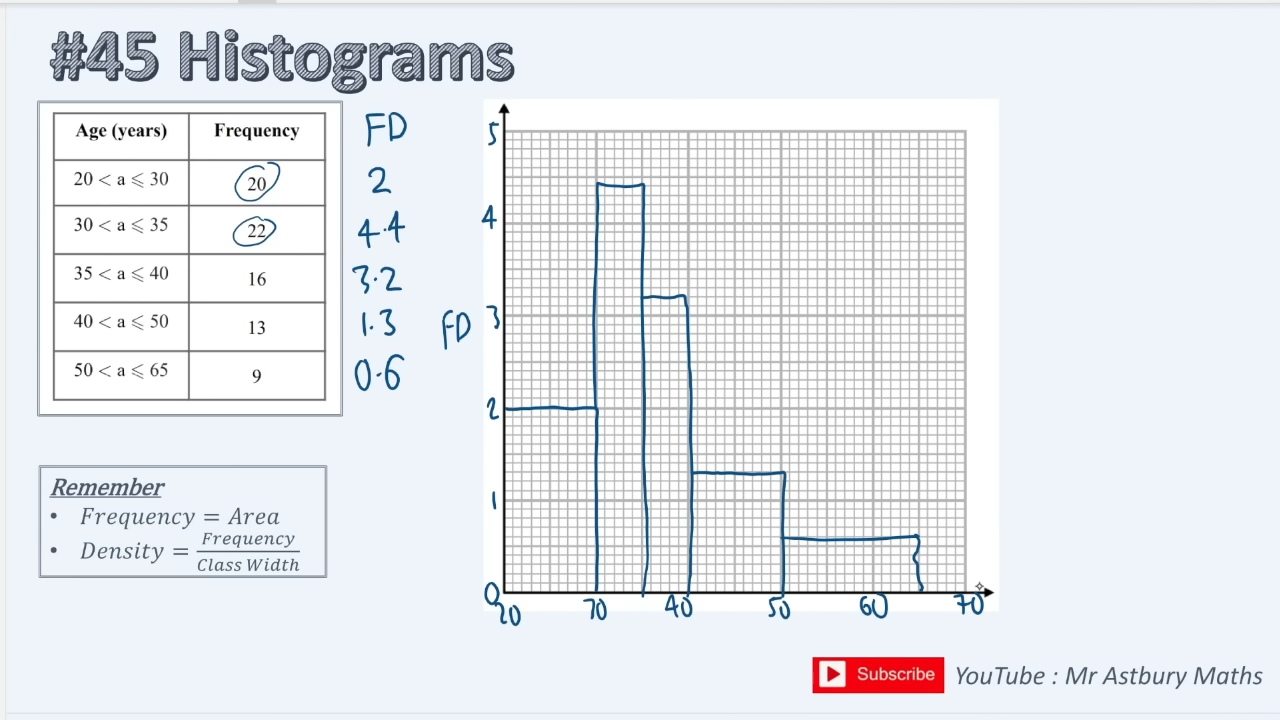 #45 Histograms
Age (years) Frequency FD
20 < a ⩽ 30 20 2
30 < a ⩽ 35 22 4.4
35 < a ⩽ 40 16 3.2
40 < a ⩽ 50 13 1.3
50 < a ⩽ 65 9 0.6
Remember
• Frequency = Area
• Density = Frequency / Class Width
5
4
FD 3
2
1
0
20 30 40 50 60 70
Subscribe YouTube : Mr Astbury Maths